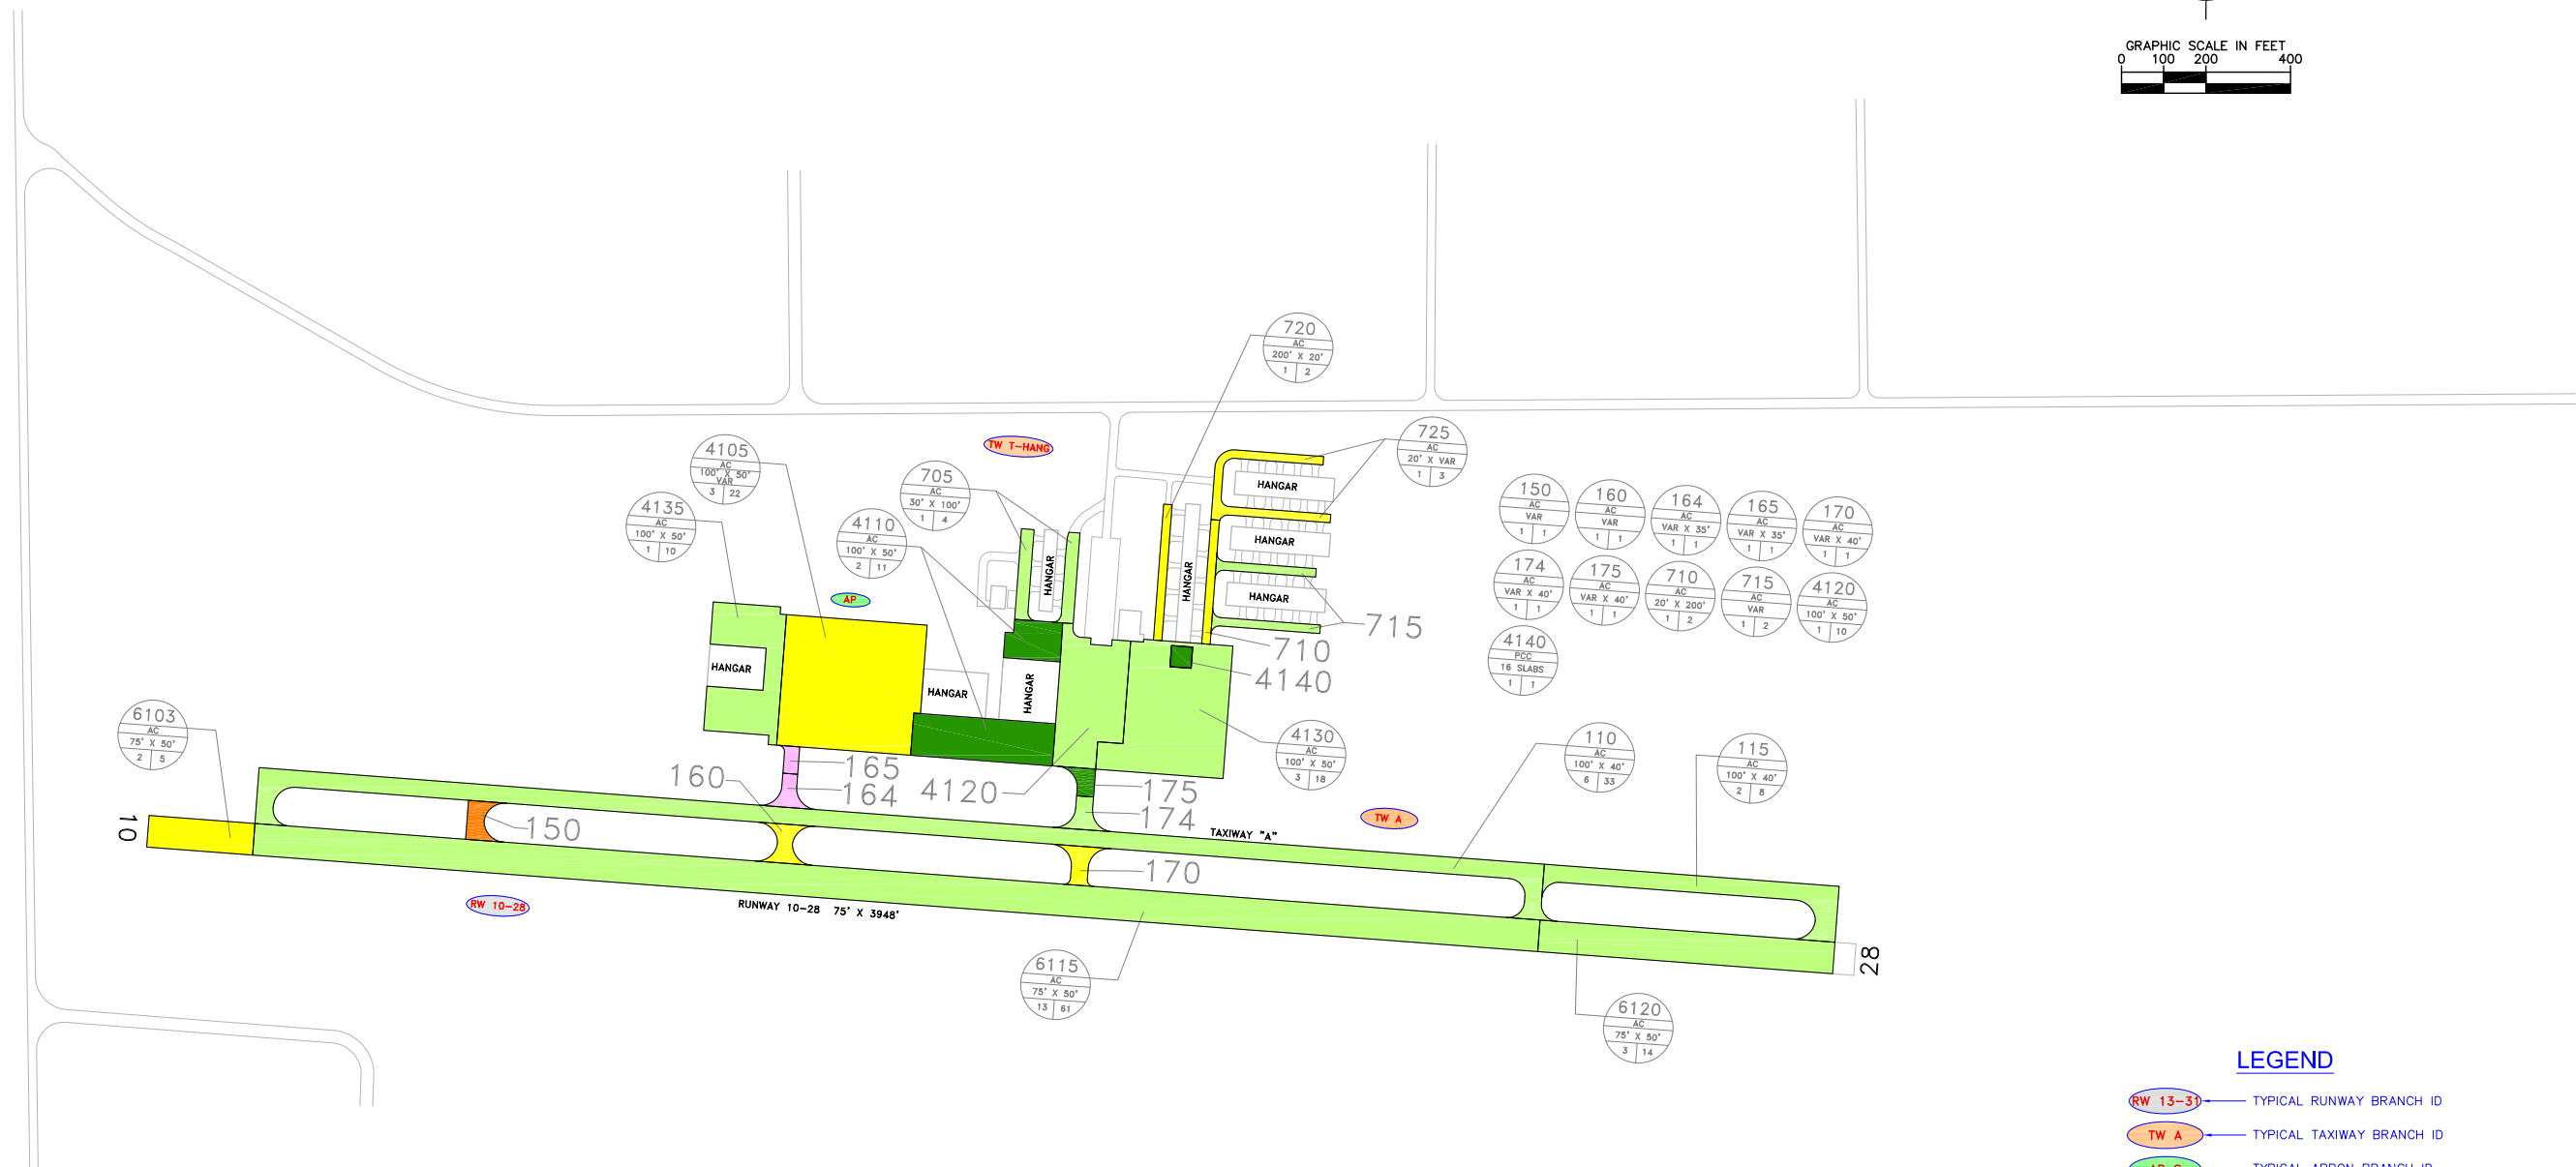 GRAPHIC SCALE IN FEET
0 100 200 400
720
AC
200' X 20'
1 2
725
AC
20' X VAR
1 3
4105
AC
100' X 50'
VAR
3 22
TW T-HANG
705
AC
30' X 100'
1 4
4135
AC
100' X 50'
1 10
4110
AC
100' X 50'
2 11
150
AC
VAR
1 1
160
AC
VAR
1 1
164
AC
VAR X 35'
1 1
165
AC
VAR X 35'
1 1
170
AC
VAR X 40'
1 1
174
AC
VAR X 40'
1 1
175
AC
VAR X 40'
1 1
710
AC
20' X 200'
1 2
715
AC
VAR
1 2
4120
AC
100' X 50'
1 10
4140
PCC
16 SLABS
1 1
HANGAR
HANGAR
HANGAR
HANGAR
HANGAR
AP
715
710
4140
HANGAR
HANGAR
HANGAR
6103
AC
75' X 50'
2 5
4130
AC
100' X 50'
3 18
110
AC
100' X 40'
6 33
115
AC
100' X 40'
2 8
165
160
164
4120
175
174
10
150
TAXIWAY "A"
TW A
170
RW 10-28
RUNWAY 10-28 75' X 3948'
28
6115
AC
75' X 50'
13 61
6120
AC
75' X 50'
3 14
LEGEND
RW 13-31
TYPICAL RUNWAY BRANCH ID
TW A
TYPICAL TAXIWAY BRANCH ID